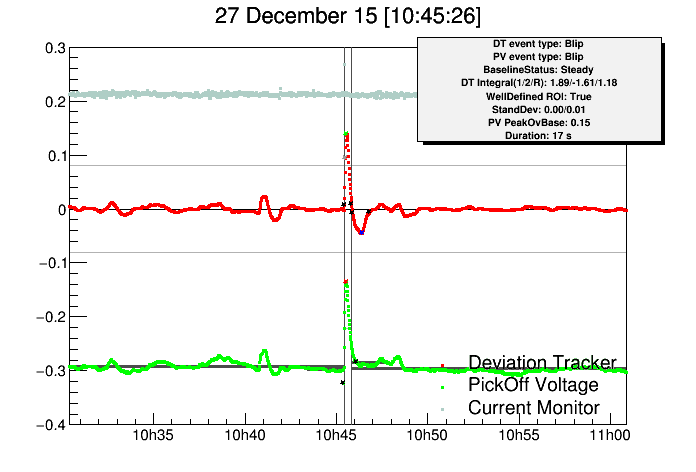 27 December 15 [10:45:26]
DT event type: Blip
PV event type: Blip
BaselineStatus: Steady
DT Integral(1/2/R): 1.89/-1.61/1.18
WellDefined ROI: True
StandDev: 0.00/0.01
PV PeakOvBase: 0.15
Duration: 17 s
0.3
0.2
0.1
0
−0.1
−0.2
−0.3
−0.4
Deviation Tracker
PickOff Voltage
Current Monitor
10h35
10h40
10h45
10h50
10h55
11h00